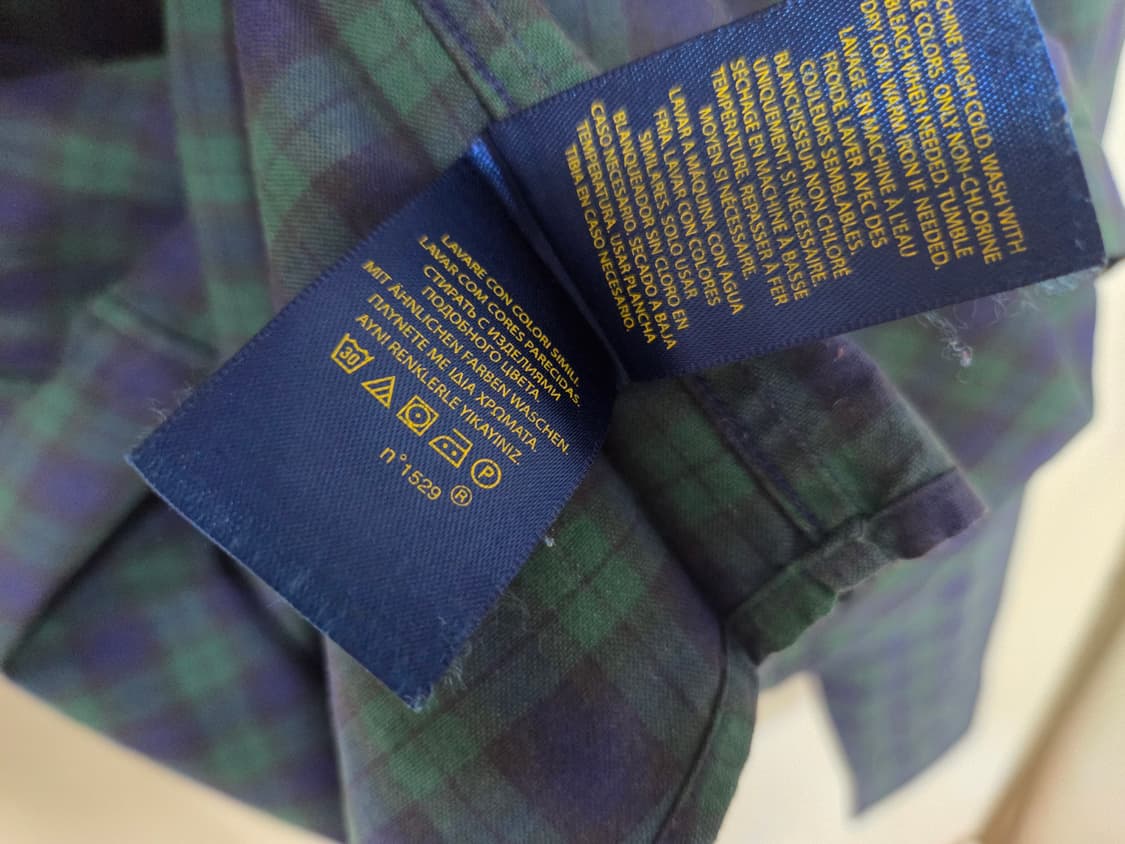 LAVARE CON COLORI SIMILI.
LAVAR COM CORES PARECIDAS.
СТИРАТЬ С ИЗДЕЛИЯМИ
ПОДОБНОГО ЦВЕТА
MIT ÄHNLICHEN FARBEN WASCHEN.
ΠΛΥΝΕΤΕ ΜΕ ΙΔΙΑ ΧΡΩΜΑΤΑ.
AYNI RENKLERLE YIKAYINIZ.
30
P
n°1529 ®
WASH COLD WASH WITH
COLORS. ONLY NON-CHLORINE
BLEACH WHEN NEEDED. TUMBLE
DRY LOW. WARM IRON IF NEEDED.
LAVAGE EN MACHINE À L'EAU
FROIDE. LAVER AVEC DES
COULEURS SEMBLABLES.
BLANCHISSEUR NON CHLORÉ
UNIQUEMENT, SI NÉCESSAIRE.
SÉCHAGE EN MACHINE À BASSE
TEMPÉRATURE. REPASSER À FER
MOYEN SI NÉCESSAIRE.
LAVAR A MAQUINA CON AGUA
FRÍA. LAVAR CON COLORES
SIMILARES. SOLO USAR
BLANQUEADOR SIN CLORO EN
CASO NECESARIO. SECADO A BAJA
TEMPERATURA. USAR PLANCHA
TIBIA EN CASO NECESARIO.